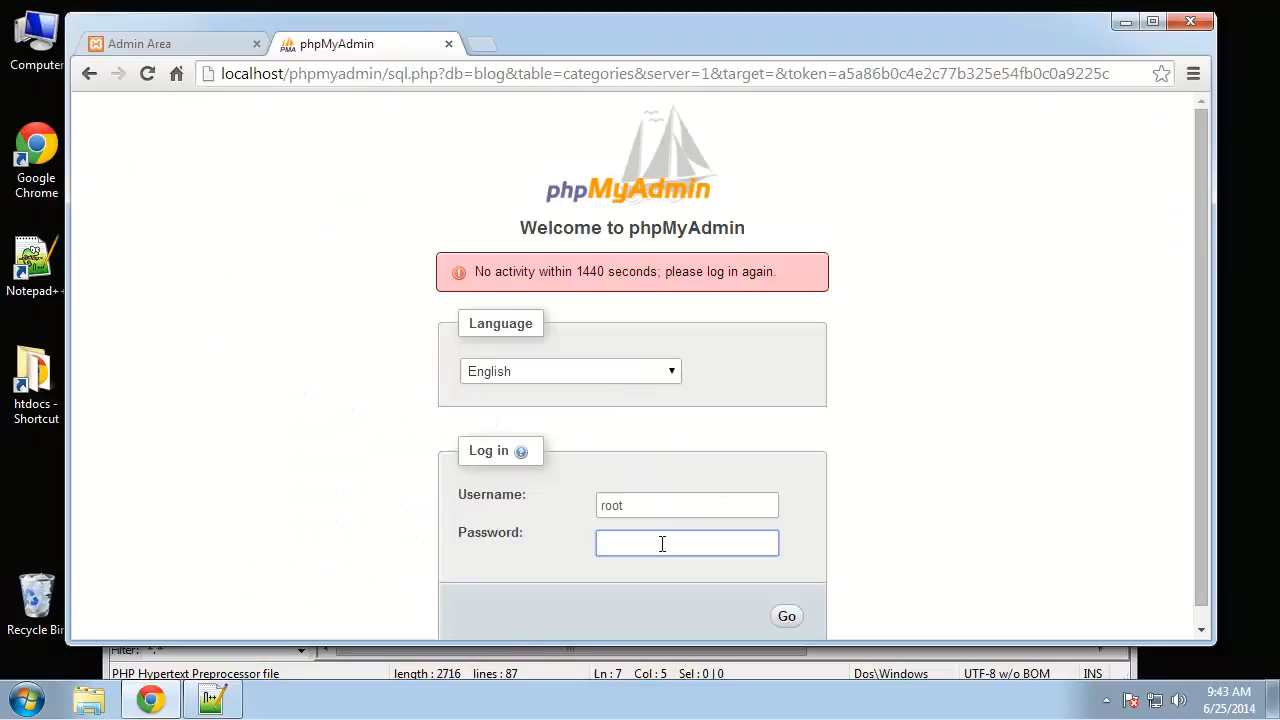 Admin Area
phpMyAdmin
localhost/phpmyadmin/sql.php?db=blog&table=categories&server=1&target=&token=a5a86b0c4e2c77b325e54fb0c0a9225c
Computer
Google
Chrome
Notepad++
htdocs -
Shortcut
Recycle Bin
phpMyAdmin
Welcome to phpMyAdmin
No activity within 1440 seconds; please log in again.
Language
English
Log in
Username:
root
Password:
Go
Filter: *.*
PHP Hypertext Preprocessor file
length : 2716 lines : 87
Ln : 7 Col : 5 Sel : 0 | 0
Dos\Windows
UTF-8 w/o BOM
INS
9:43 AM
6/25/2014